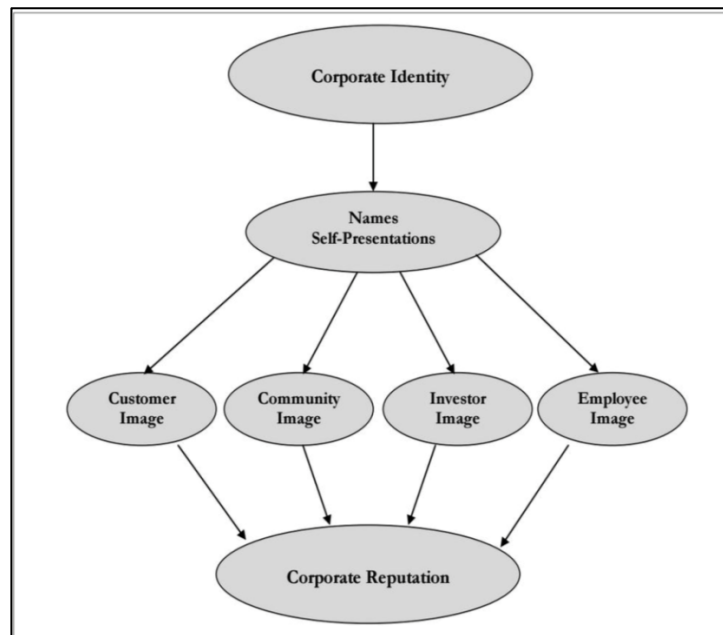 Corporate Identity
Names
Self-Presentations
Customer
Image
Community
Image
Investor
Image
Employee
Image
Corporate Reputation